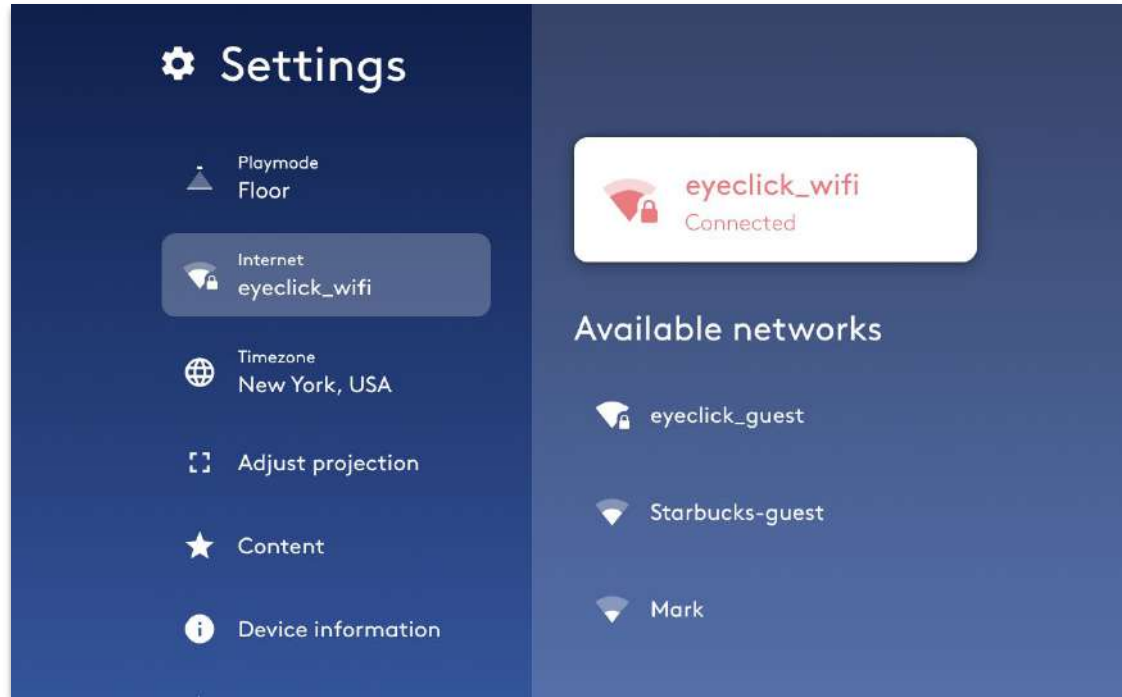 Settings
Playmode
Floor
Internet
eyeclick_wifi
Timezone
New York, USA
Adjust projection
Content
Device information
eyeclick_wifi
Connected
Available networks
eyeclick_guest
Starbucks-guest
Mark